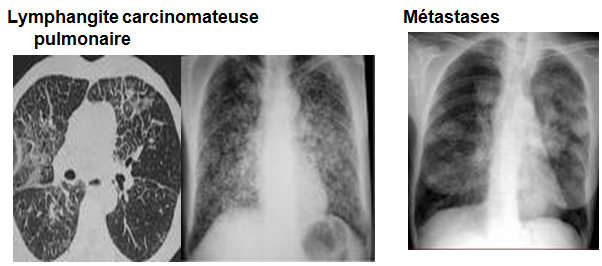 Lymphangite carcinomateuse
pulmonaire
Métastases